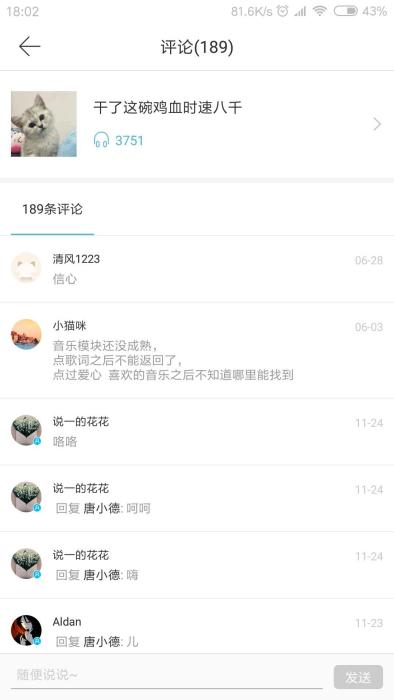 18:02
81.6K/s
43%
评论(189)
干了这碗鸡血时速八千
3751
189条评论
清风1223
06-28
信心
小猫咪
06-03
音乐模块还没成熟，
点歌词之后不能返回了，
点过爱心 喜欢的音乐之后不知道哪里能找到
说一的花花
11-24
咯咯
说一的花花
11-24
回复 唐小德: 呵呵
说一的花花
11-24
回复 唐小德: 嗨
Aldan
11-23
回复 唐小德: 儿
随便说说~
发送